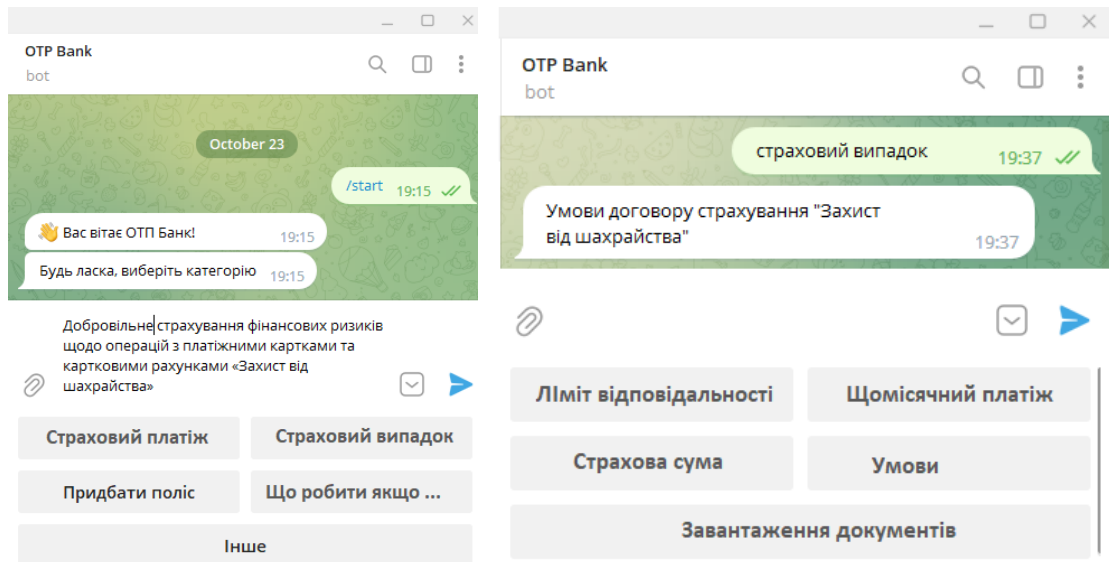 OTP Bank
bot
October 23
/start 19:15
👋 Вас вітає ОТП Банк! 19:15
Будь ласка, виберіть категорію 19:15
Добровільне страхування фінансових ризиків
щодо операцій з платіжними картками та
картковими рахунками «Захист від
шахрайства»
Страховий платіж
Страховий випадок
Придбати поліс
Що робити якщо ...
Інше
OTP Bank
bot
страховий випадок 19:37
Умови договору страхування "Захист
від шахрайства" 19:37
ЛІміт відповідальності
Щомісячний платіж
Страхова сума
Умови
Завантаження документів